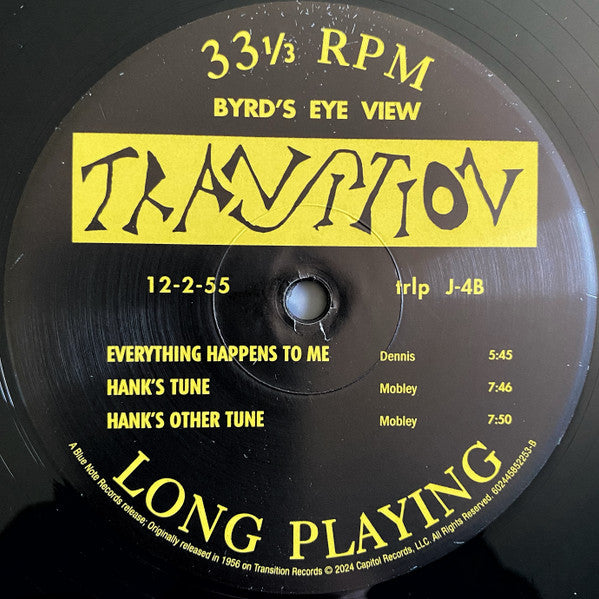 33⅓ RPM
BYRD'S EYE VIEW
TRANSITION
12-2-55 trlp J-4B
EVERYTHING HAPPENS TO ME Dennis 5:45
HANK'S TUNE Mobley 7:46
HANK'S OTHER TUNE Mobley 7:50
LONG PLAYING
A Blue Note Records release; Originally released in 1956 on Transition Records © 2024 Capitol Records, LLC. All Rights Reserved. 602445852253-B